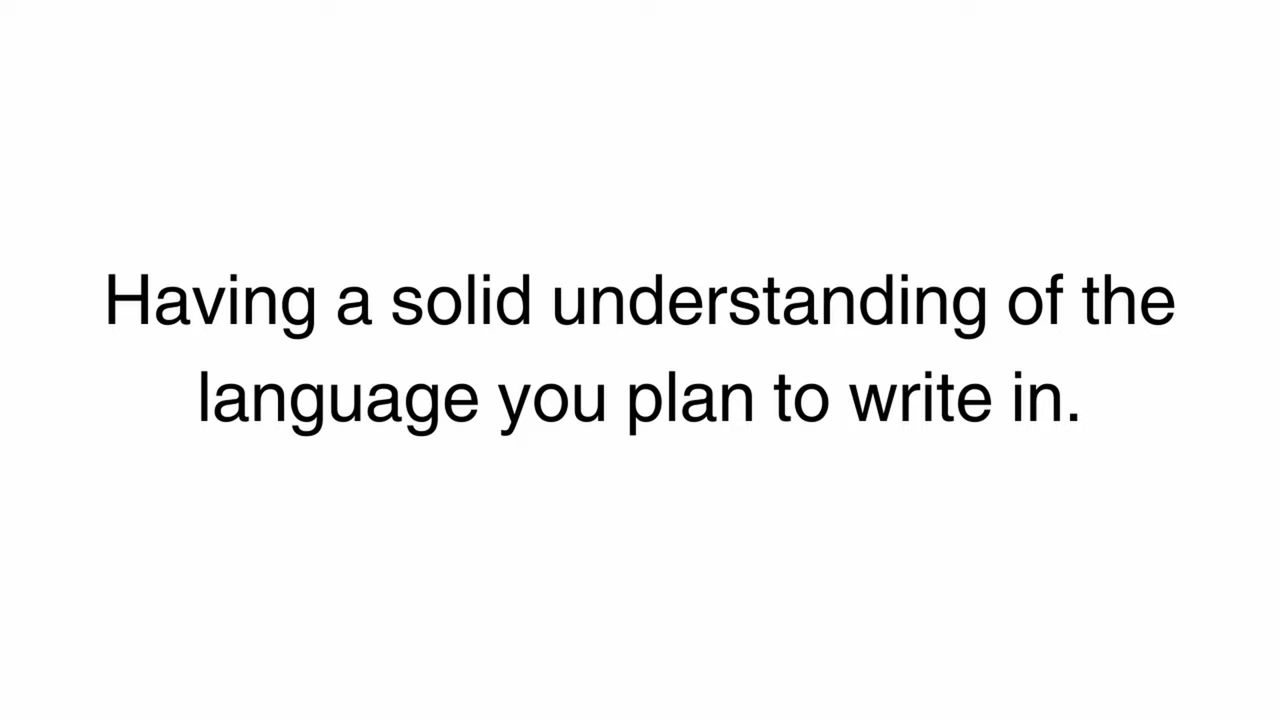 Having a solid understanding of the
language you plan to write in.